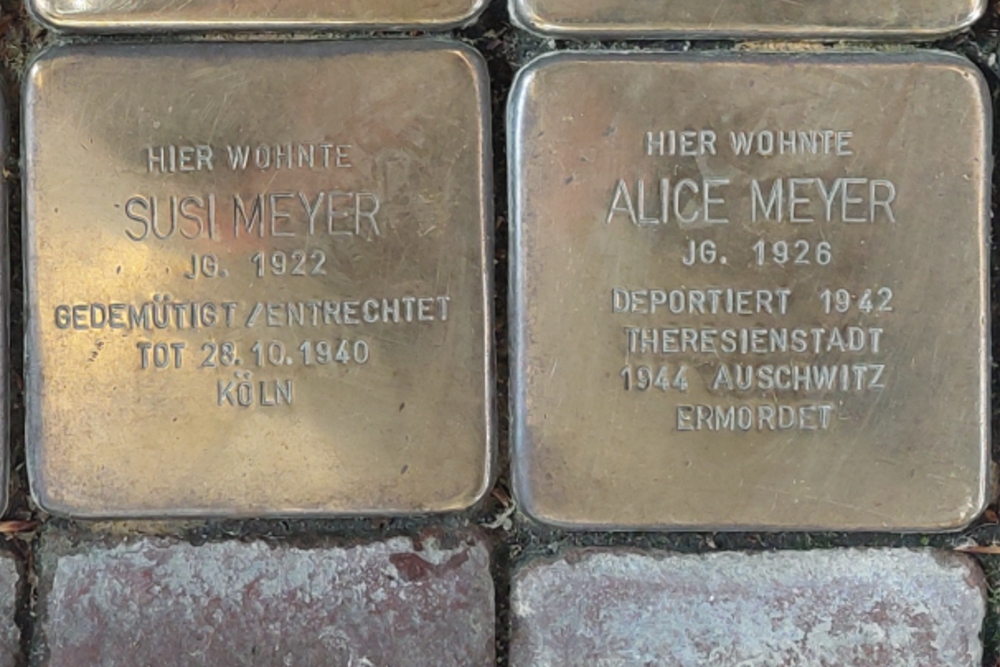 HIER WOHNTE
SUSI MEYER
JG. 1922
GEDEMÜTIGT/ENTRECHTET
TOT 28.10.1940
KÖLN
HIER WOHNTE
ALICE MEYER
JG. 1926
DEPORTIERT 1942
THERESIENSTADT
1944 AUSCHWITZ
ERMORDET